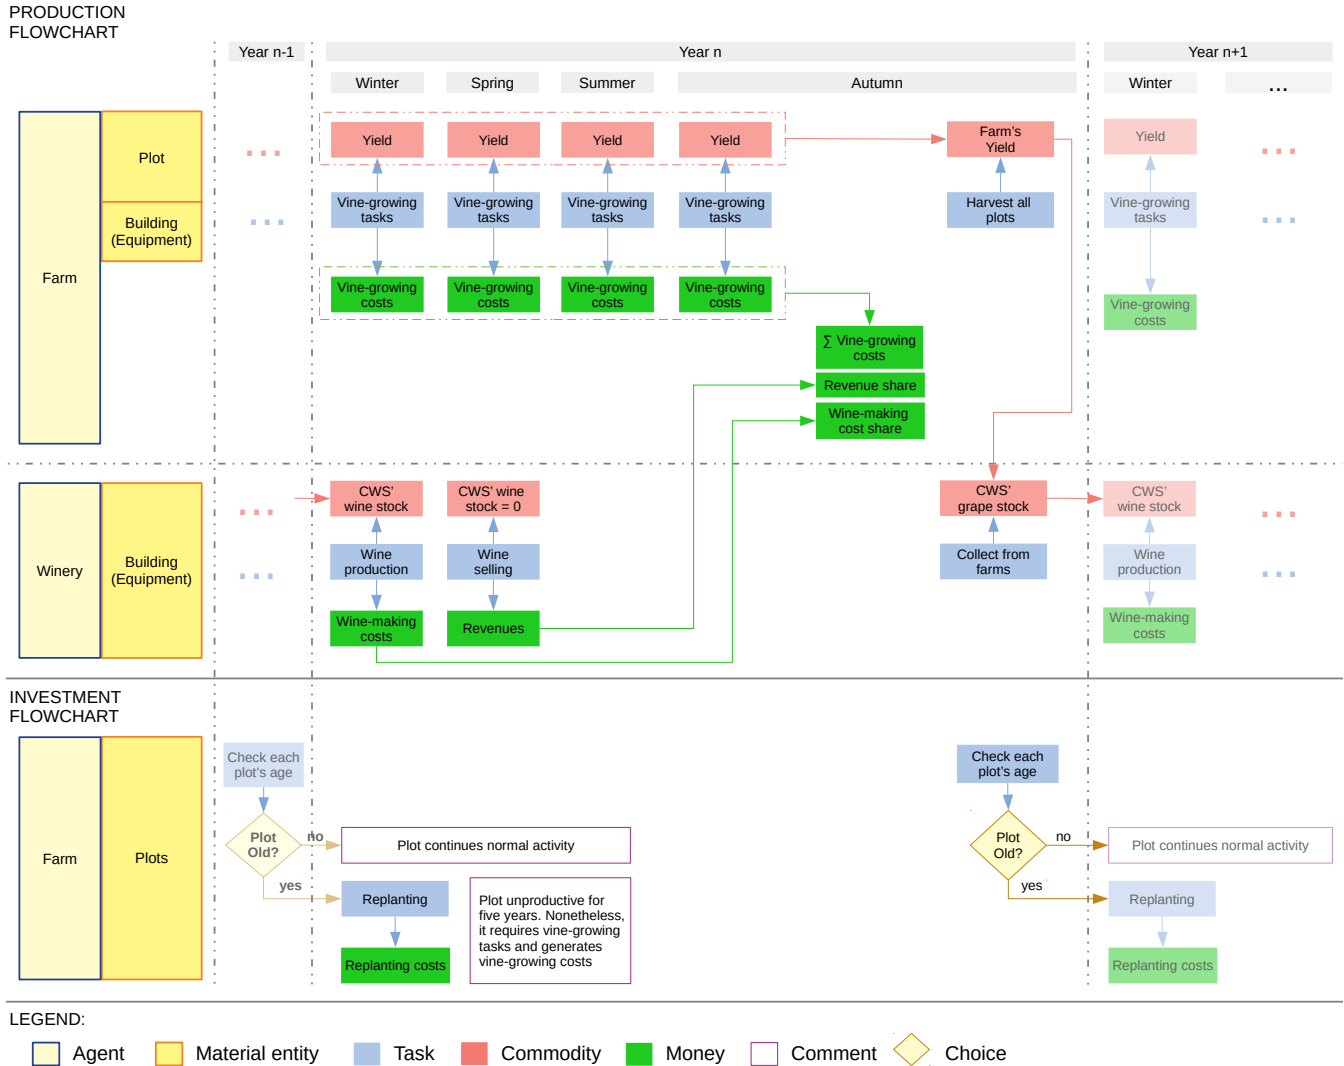 PRODUCTION
FLOWCHART
Year n-1
Year n
Year n+1
Winter
Spring
Summer
Autumn
Winter
...
Farm
Plot
Building
(Equipment)
...
...
Yield
Yield
Yield
Yield
Farm's
Yield
Yield
...
Vine-growing
tasks
Vine-growing
tasks
Vine-growing
tasks
Vine-growing
tasks
Harvest all
plots
Vine-growing
tasks
...
Vine-growing
costs
Vine-growing
costs
Vine-growing
costs
Vine-growing
costs
Vine-growing
costs
∑ Vine-growing
costs
Revenue share
Wine-making
cost share
Winery
Building
(Equipment)
...
...
CWS'
wine stock
CWS' wine
stock = 0
CWS'
grape stock
CWS'
wine stock
...
Wine
production
Wine
selling
Collect from
farms
Wine
production
...
Wine-making
costs
Revenues
Wine-making
costs
INVESTMENT
FLOWCHART
Farm
Plots
Check each
plot's age
Plot
Old?
no
yes
Plot continues normal activity
Replanting
Replanting costs
Plot unproductive for
five years. Nonetheless,
it requires vine-growing
tasks and generates
vine-growing costs
Check each
plot's age
Plot
Old?
no
yes
Plot continues normal activity
Replanting
Replanting costs
LEGEND:
Agent
Material entity
Task
Commodity
Money
Comment
Choice